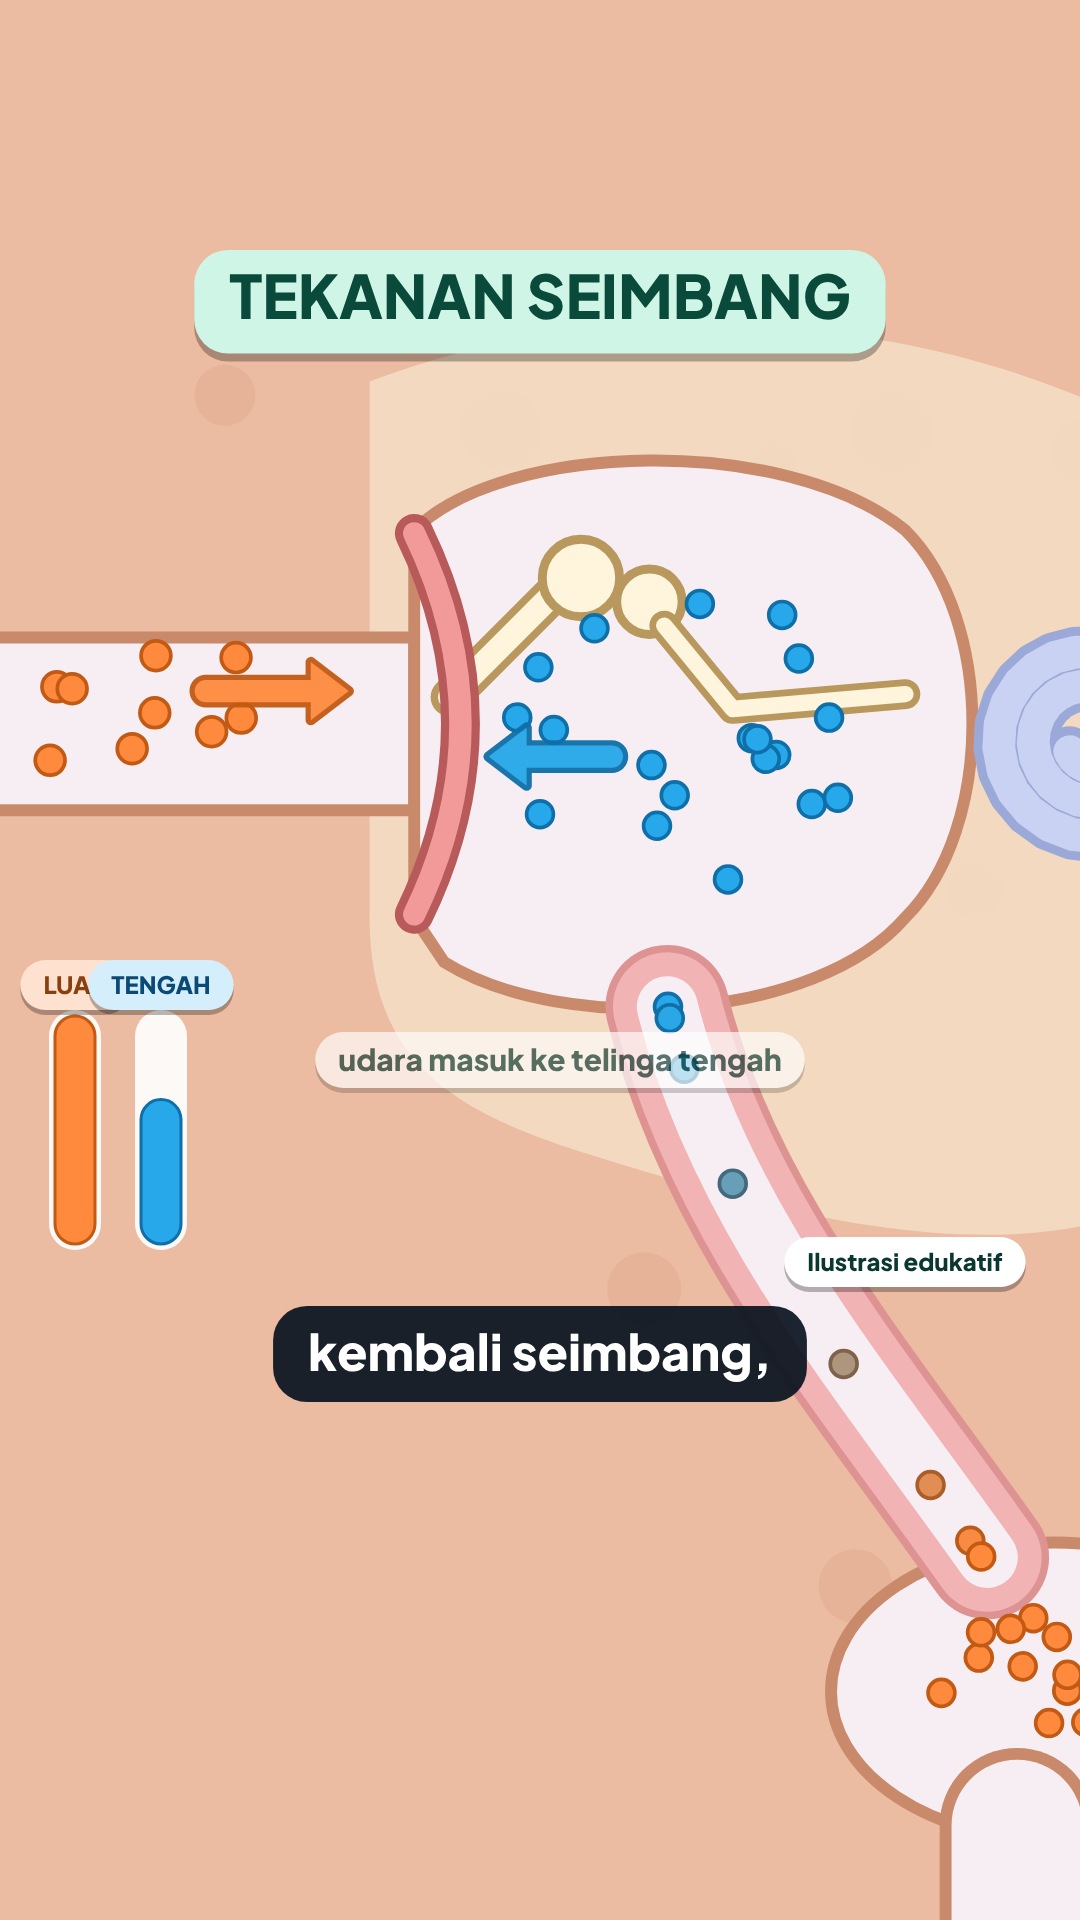 TEKANAN SEIMBANG
LUA
TENGAH
udara masuk ke telinga tengah
Ilustrasi edukatif
kembali seimbang,